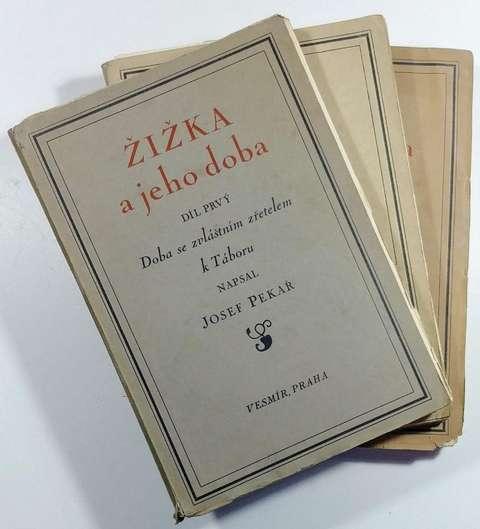 ŽIŽKA
a jeho doba
DÍL PRVÝ
Doba se zvláštním zřetelem
k Táboru
NAPSAL
JOSEF PEKAŘ
VESMÍR, PRAHA
a